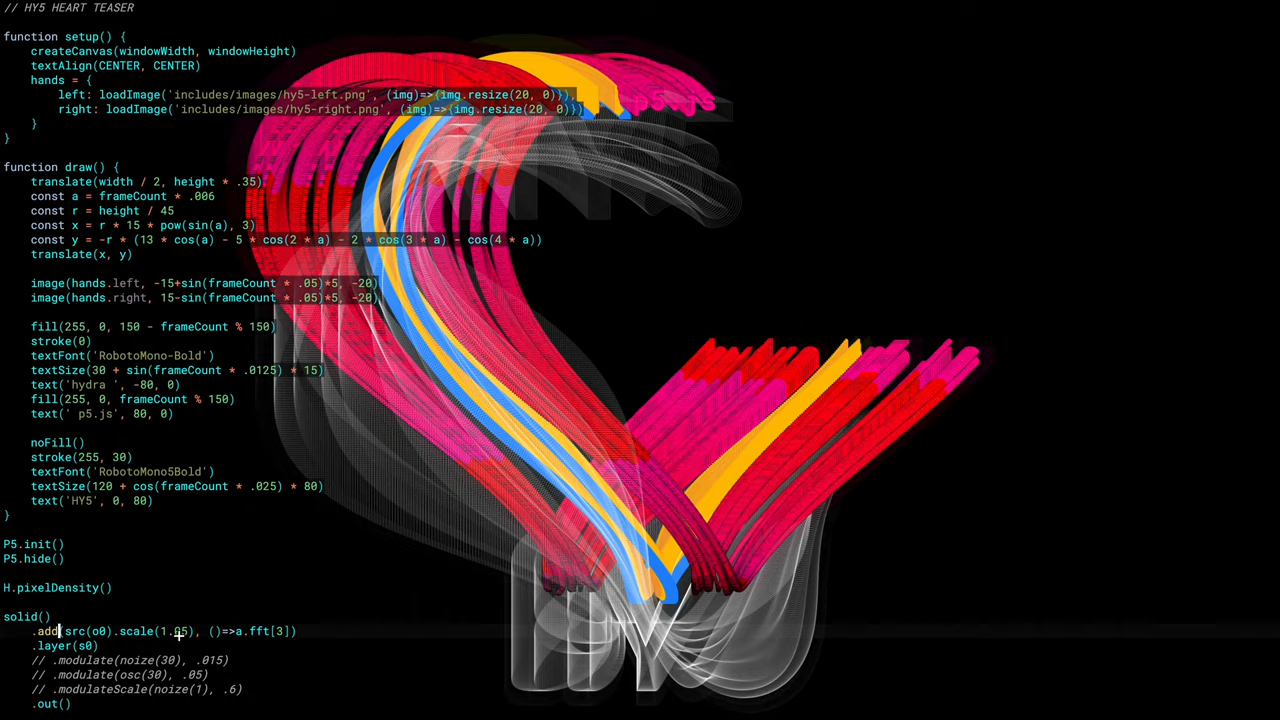 // HY5 HEART TEASER
function setup() {
createCanvas(windowWidth, windowHeight)
textAlign(CENTER, CENTER)
hands = {
left: loadImage('includes/images/hy5-left.png', (img)=>{img.resize(20, 0)}),
right: loadImage('includes/images/hy5-right.png', (img)=>{img.resize(20, 0)})
}
}
function draw() {
translate(width / 2, height * .35)
const a = frameCount * .006
const r = height / 45
const x = r * 15 * pow(sin(a), 3)
const y = -r * (13 * cos(a) - 5 * cos(2 * a) - 2 * cos(3 * a) - cos(4 * a))
translate(x, y)
image(hands.left, -15+sin(frameCount * .05)*5, -20)
image(hands.right, 15-sin(frameCount * .05)*5, -20)
fill(255, 0, 150 - frameCount % 150)
stroke(0)
textFont('RobotoMono-Bold')
textSize(30 + sin(frameCount * .0125) * 15)
text('hydra ', -80, 0)
fill(255, 0, frameCount % 150)
text(' p5.js', 80, 0)
noFill()
stroke(255, 30)
textFont('RobotoMono5Bold')
textSize(120 + cos(frameCount * .025) * 80)
text('HY5', 0, 80)
}
P5.init()
P5.hide()
H.pixelDensity()
solid()
.add(src(o0).scale(1.05), ()=>a.fft[3])
.layer(s0)
// .modulate(noize(30), .015)
// .modulate(osc(30), .05)
// .modulateScale(noize(1), .6)
.out()
p5.js